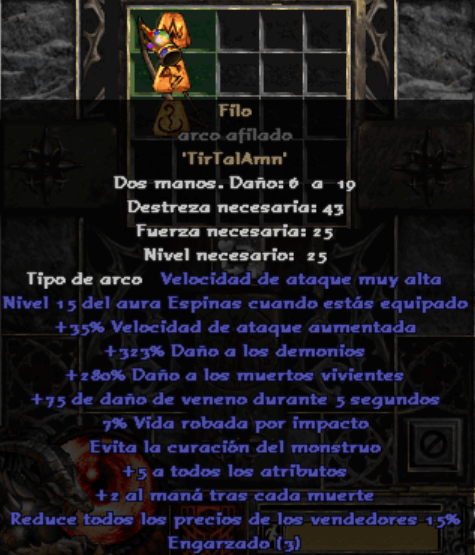 Filo
arco afilado
'TirTalAmn'
Dos manos. Daño: 6 a 19
Destreza necesaria: 43
Fuerza necesaria: 25
Nivel necesario: 25
Tipo de arco Velocidad de ataque muy alta
Nivel 15 del aura Espinas cuando estás equipado
+35% Velocidad de ataque aumentada
+323% Daño a los demonios
+280% Daño a los muertos vivientes
+75 de daño de veneno durante 5 segundos
7% Vida robada por impacto
Evita la curación del monstruo
+5 a todos los atributos
+2 al maná tras cada muerte
Reduce todos los precios de los vendedores 15%
Engarzado (3)